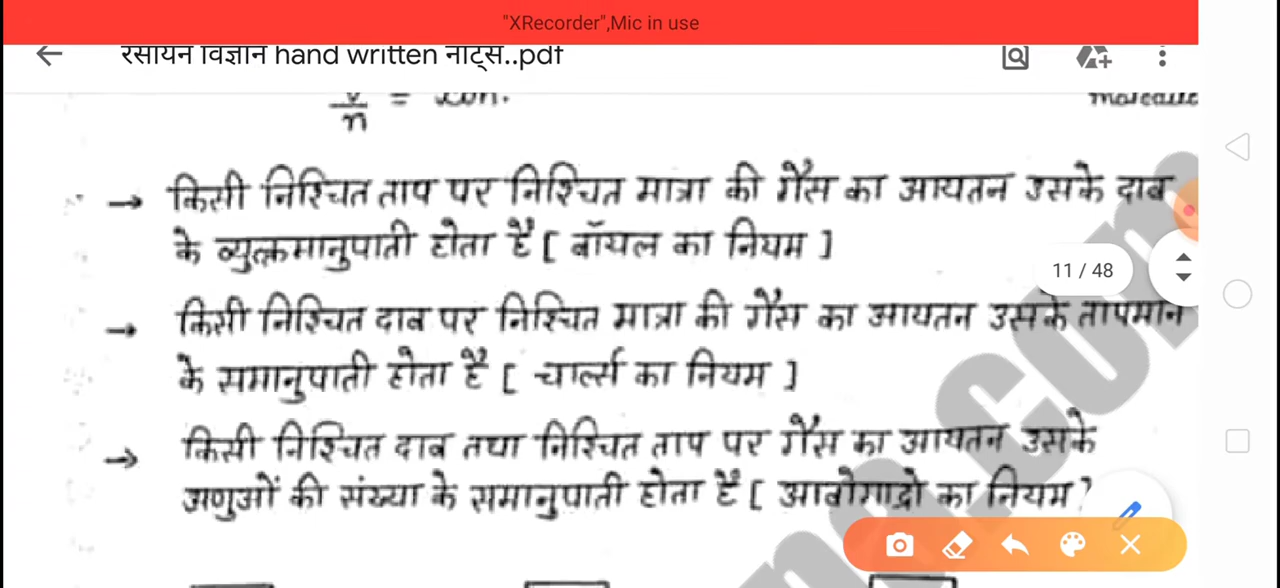 "XRecorder",Mic in use
रसायन विज्ञान hand written नोट्स..pdf
n = con.
→ किसी निश्चित ताप पर निश्चित मात्रा की गैस का आयतन उसके दाब
के व्युत्क्रमानुपाती होता है [ बॉयल का नियम ]
11 / 48
→ किसी निश्चित दाब पर निश्चित मात्रा की गैस का आयतन उसके तापमान
के समानुपाती होता है [ चार्ल्स का नियम ]
→ किसी निश्चित दाब तथा निश्चित ताप पर गैस का आयतन उसके
अणुओं की संख्या के समानुपाती होता है [ आवोगाद्रो का नियम ]